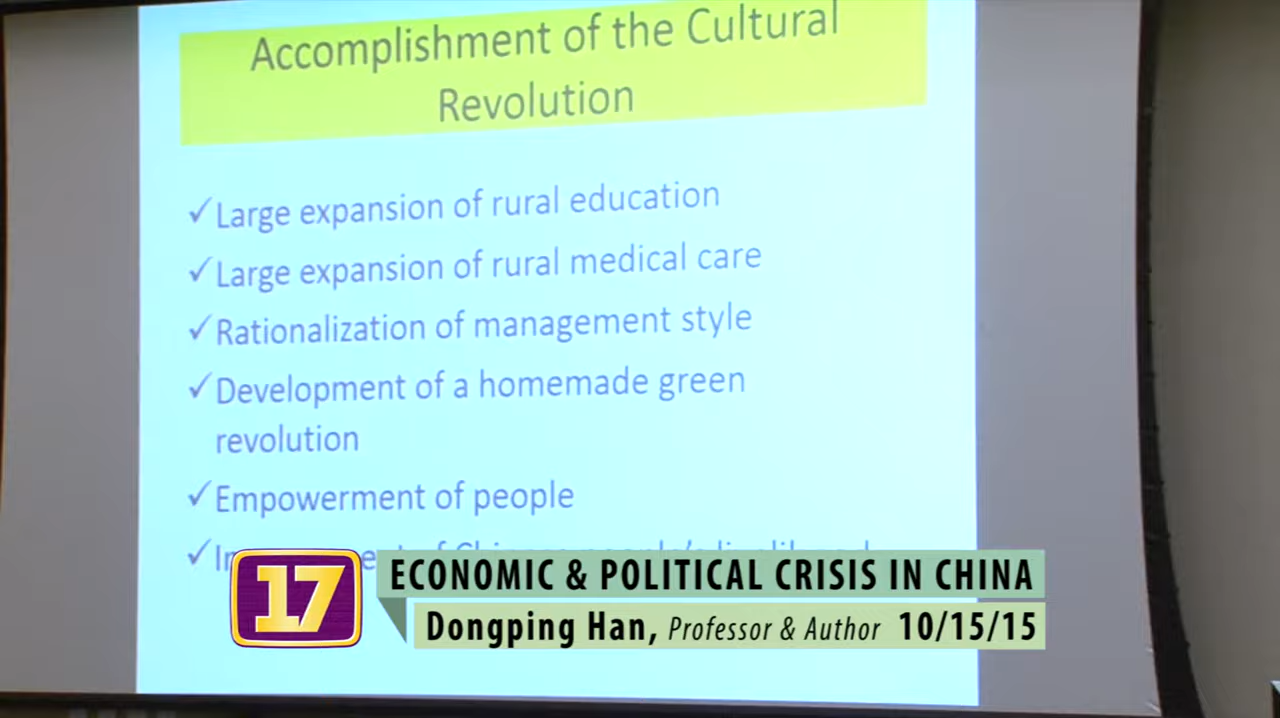 Accomplishment of the Cultural
Revolution
✓Large expansion of rural education
✓Large expansion of rural medical care
✓Rationalization of management style
✓Development of a homemade green
revolution
✓Empowerment of people
17
ECONOMIC & POLITICAL CRISIS IN CHINA
Dongping Han, Professor & Author 10/15/15